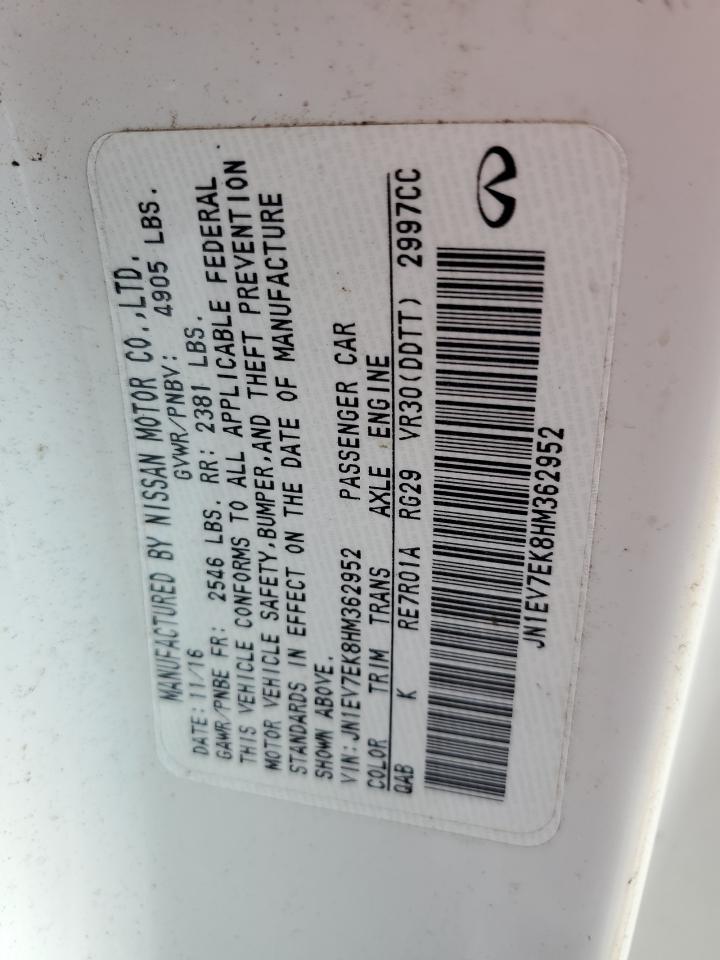 MANUFACTURED BY NISSAN MOTOR CO.,LTD.
DATE: 11/16 GVWR/PNBV: 4905 LBS.
GAWR/PNBE FR: 2546 LBS. RR: 2381 LBS.
THIS VEHICLE CONFORMS TO ALL APPLICABLE FEDERAL
MOTOR VEHICLE SAFETY,BUMPER,AND THEFT PREVENTION
STANDARDS IN EFFECT ON THE DATE OF MANUFACTURE
SHOWN ABOVE.
VIN:JN1EV7EK8HM362952 PASSENGER CAR
COLOR TRIM TRANS AXLE ENGINE
QAB K RE7R01A RG29 VR30(DDTT) 2997CC
JN1EV7EK8HM362952